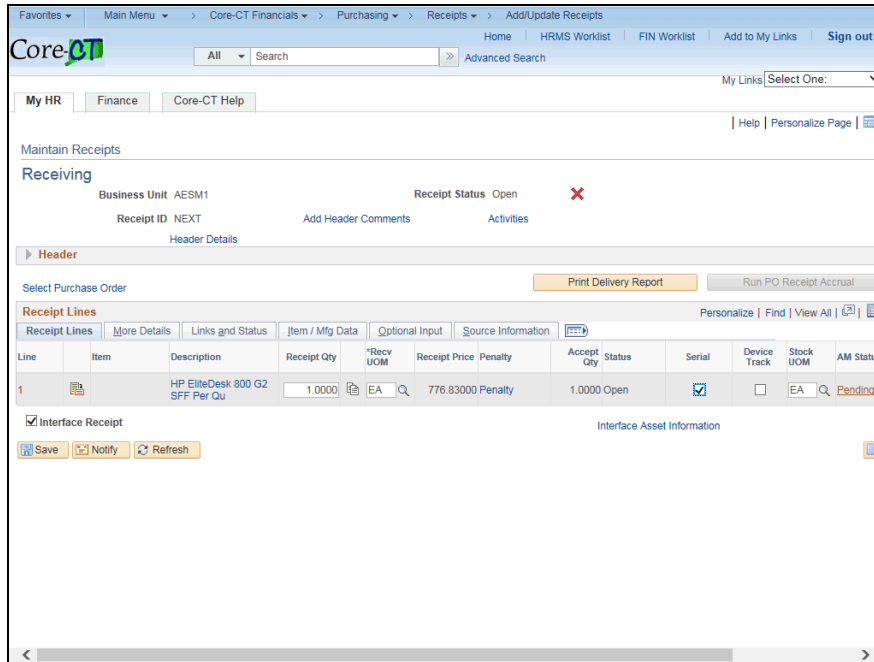 Favorites Main Menu > Core-CT Financials > Purchasing > Receipts > Add/Update Receipts
Home HRMS Worklist FIN Worklist Add to My Links Sign out
Core-CT
All Search Advanced Search
My Links Select One:
My HR Finance Core-CT Help
Help | Personalize Page |
Maintain Receipts
Receiving
Business Unit AESM1 Receipt Status Open
Receipt ID NEXT Add Header Comments Activities
Header Details
Header
Select Purchase Order Print Delivery Report Run PO Receipt Accrual
Receipt Lines Personalize | Find | View All |
Receipt Lines More Details Links and Status Item / Mfg Data Optional Input Source Information
Line Item Description Receipt Qty *Recv UOM Receipt Price Penalty Accept Qty Status Serial Device Track Stock UOM AM Statu
1 HP EliteDesk 800 G2 SFF Per Qu 1.0000 EA 776.83000 Penalty 1.0000 Open EA Pending
Interface Receipt Interface Asset Information
Save Notify Refresh